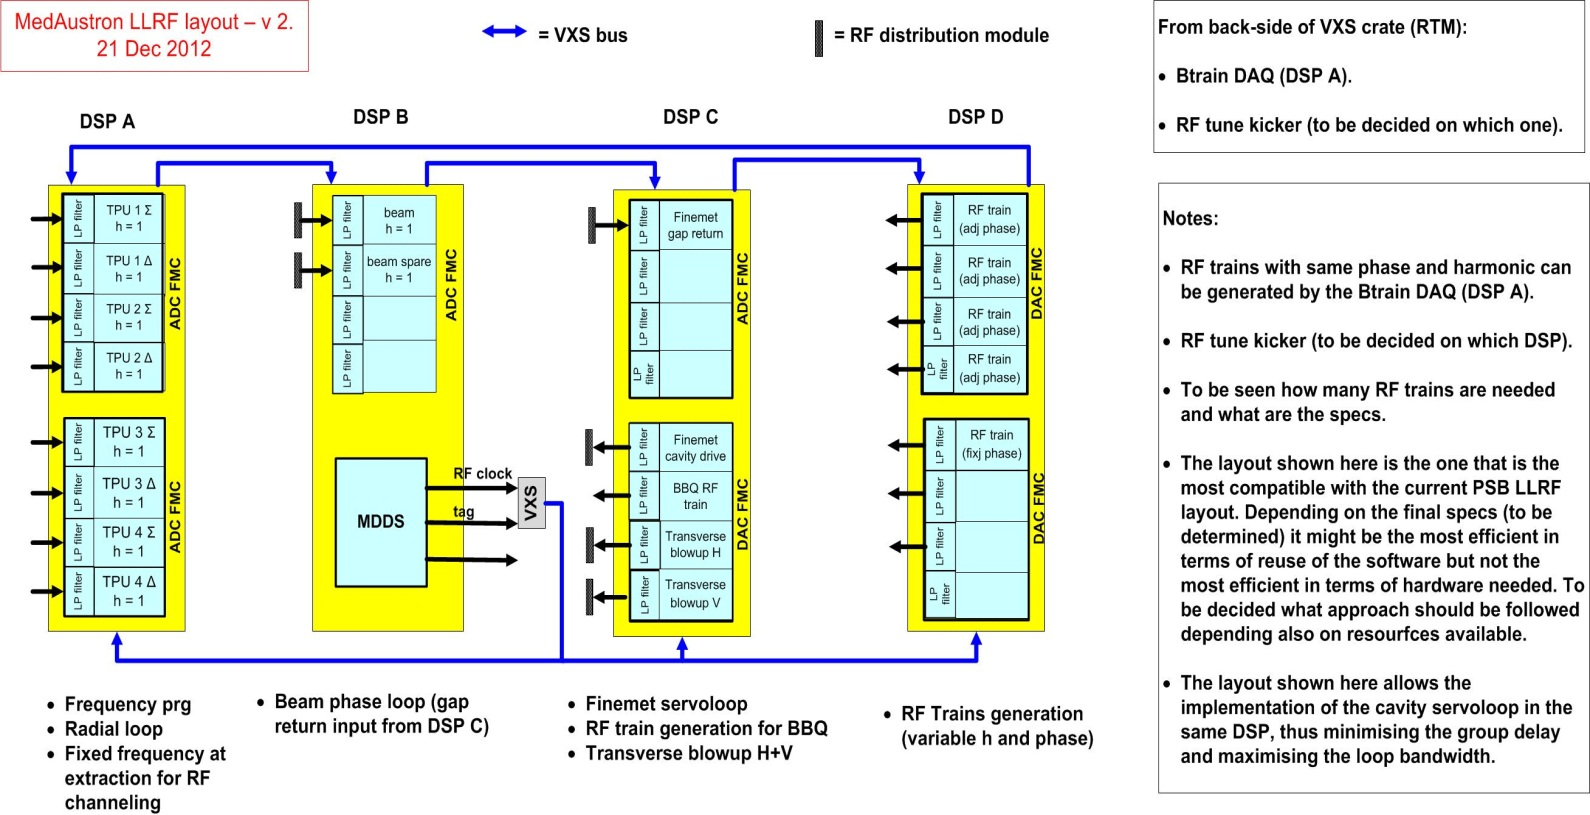 MedAustron LLRF layout – v 2.
21 Dec 2012
= VXS bus
= RF distribution module
From back-side of VXS crate (RTM):
• Btrain DAQ (DSP A).
• RF tune kicker (to be decided on which one).
DSP A
DSP B
DSP C
DSP D
LP filter
TPU 1 Σ
h = 1
LP filter
TPU 1 Δ
h = 1
LP filter
TPU 2 Σ
h = 1
LP filter
TPU 2 Δ
h = 1
ADC FMC
LP filter
TPU 3 Σ
h = 1
LP filter
TPU 3 Δ
h = 1
LP filter
TPU 4 Σ
h = 1
LP filter
TPU 4 Δ
h = 1
ADC FMC
LP filter
beam
h = 1
LP filter
beam spare
h = 1
LP filter
LP filter
ADC FMC
MDDS
RF clock
tag
VXS
LP filter
Finemet
gap return
LP filter
LP filter
LP
filter
ADC FMC
LP filter
Finemet
cavity drive
LP filter
BBQ RF
train
LP filter
Transverse
blowup H
LP filter
Transverse
blowup V
DAC FMC
LP filter
RF train
(adj phase)
LP filter
RF train
(adj phase)
LP filter
RF train
(adj phase)
LP
filter
RF train
(adj phase)
DAC FMC
LP filter
RF train
(fixj phase)
LP filter
LP filter
LP
filter
DAC FMC
• Frequency prg
• Radial loop
• Fixed frequency at
extraction for RF
channeling
• Beam phase loop (gap
return input from DSP C)
• Finemet servoloop
• RF train generation for BBQ
• Transverse blowup H+V
• RF Trains generation
(variable h and phase)
Notes:
• RF trains with same phase and harmonic can
be generated by the Btrain DAQ (DSP A).
• RF tune kicker (to be decided on which DSP).
• To be seen how many RF trains are needed
and what are the specs.
• The layout shown here is the one that is the
most compatible with the current PSB LLRF
layout. Depending on the final specs (to be
determined) it might be the most efficient in
terms of reuse of the software but not the
most efficient in terms of hardware needed. To
be decided what approach should be followed
depending also on resourfces available.
• The layout shown here allows the
implementation of the cavity servoloop in the
same DSP, thus minimising the group delay
and maximising the loop bandwidth.